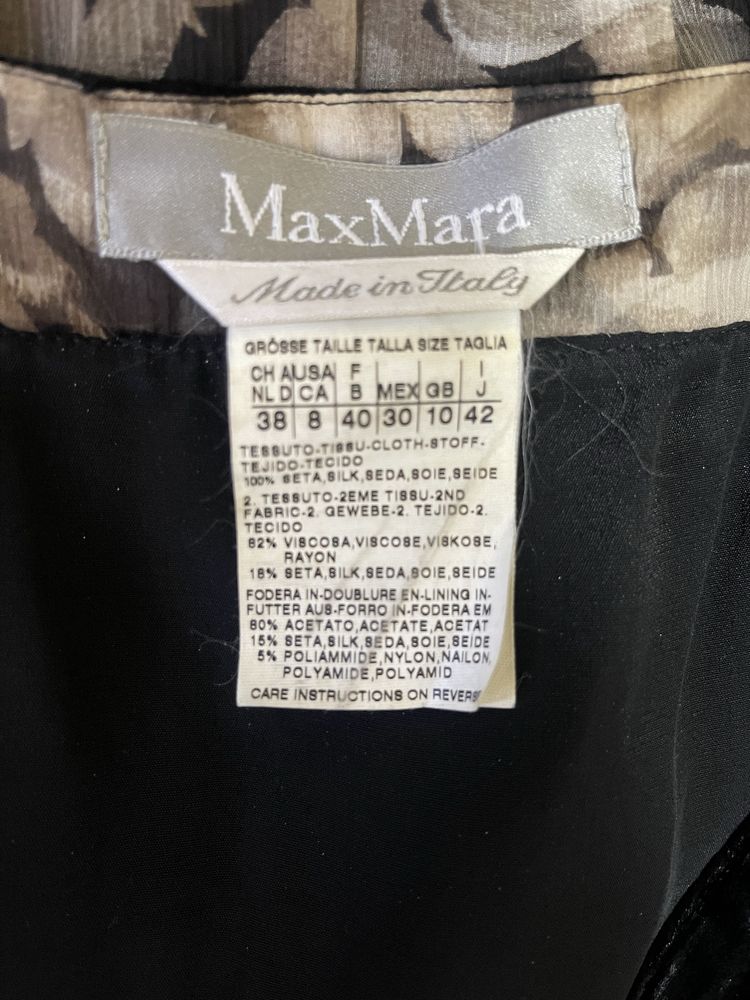 MaxMara
Made in Italy
GRÖSSE TAILLE TALLA SIZE TAGLIA
CH A USA F I
NL D CA B MEX GB J
38 8 40 30 10 42
TESSUTO-TISSU-CLOTH-STOFF-
TEJIDO-TECIDO
100% SETA,SILK,SEDA,SOIE,SEIDE
2. TESSUTO-2EME TISSU-2ND
FABRIC-2. GEWEBE-2. TEJIDO-2.
TECIDO
82% VISCOSA,VISCOSE,VISKOSE,
RAYON
18% SETA,SILK,SEDA,SOIE,SEIDE
FODERA IN-DOUBLURE EN-LINING IN-
FUTTER AUS-FORRO IN-FODERA EM
80% ACETATO,ACETATE,ACETAT
15% SETA,SILK,SEDA,SOIE,SEIDE
5% POLIAMMIDE,NYLON,NAILON,
POLYAMIDE,POLYAMID
CARE INSTRUCTIONS ON REVERSE